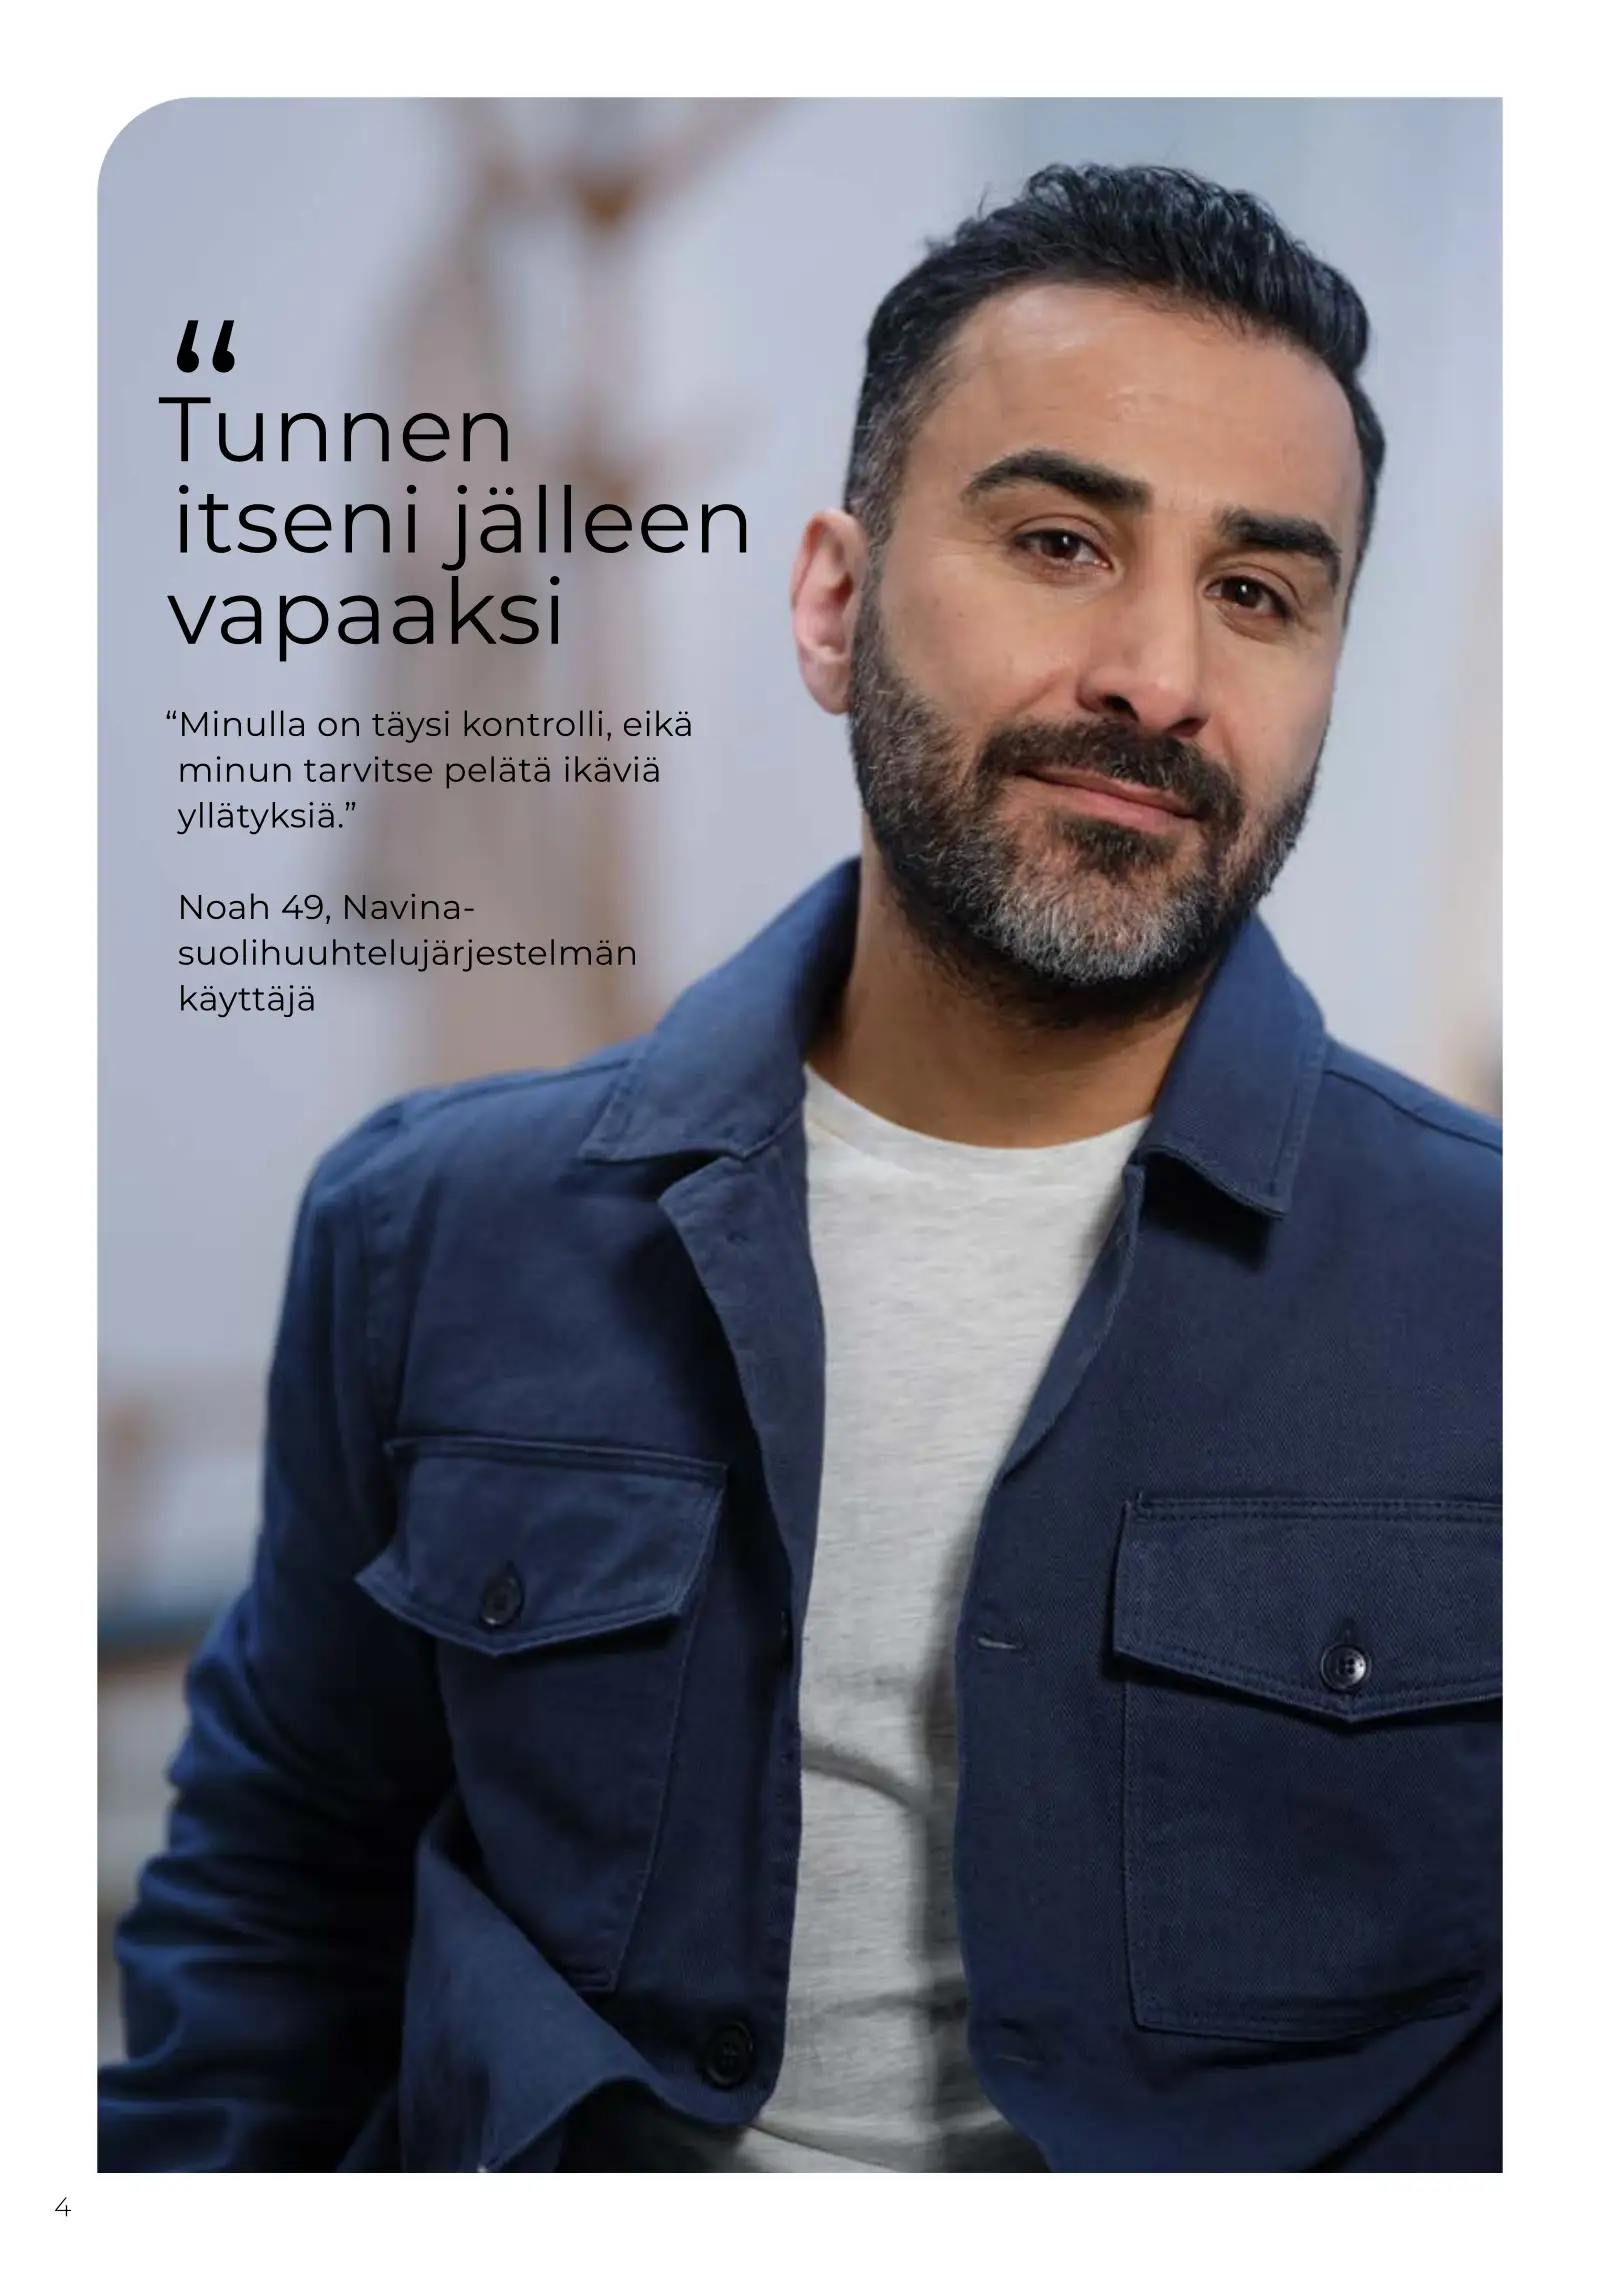 “
Tunnen
itseni jälleen
vapaaksi
“Minulla on täysi kontrolli, eikä
minun tarvitse pelätä ikäviä
yllätyksiä.”
Noah 49, Navina-
suolihuuhtelujärjestelmän
käyttäjä
4